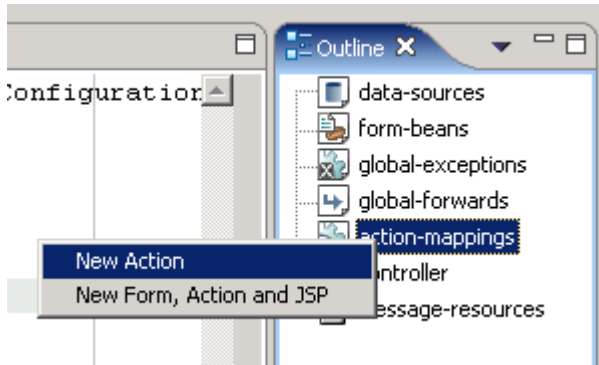 Outline
Configuration
data-sources
form-beans
global-exceptions
global-forwards
action-mappings
New Action
controller
New Form, Action and JSP
message-resources